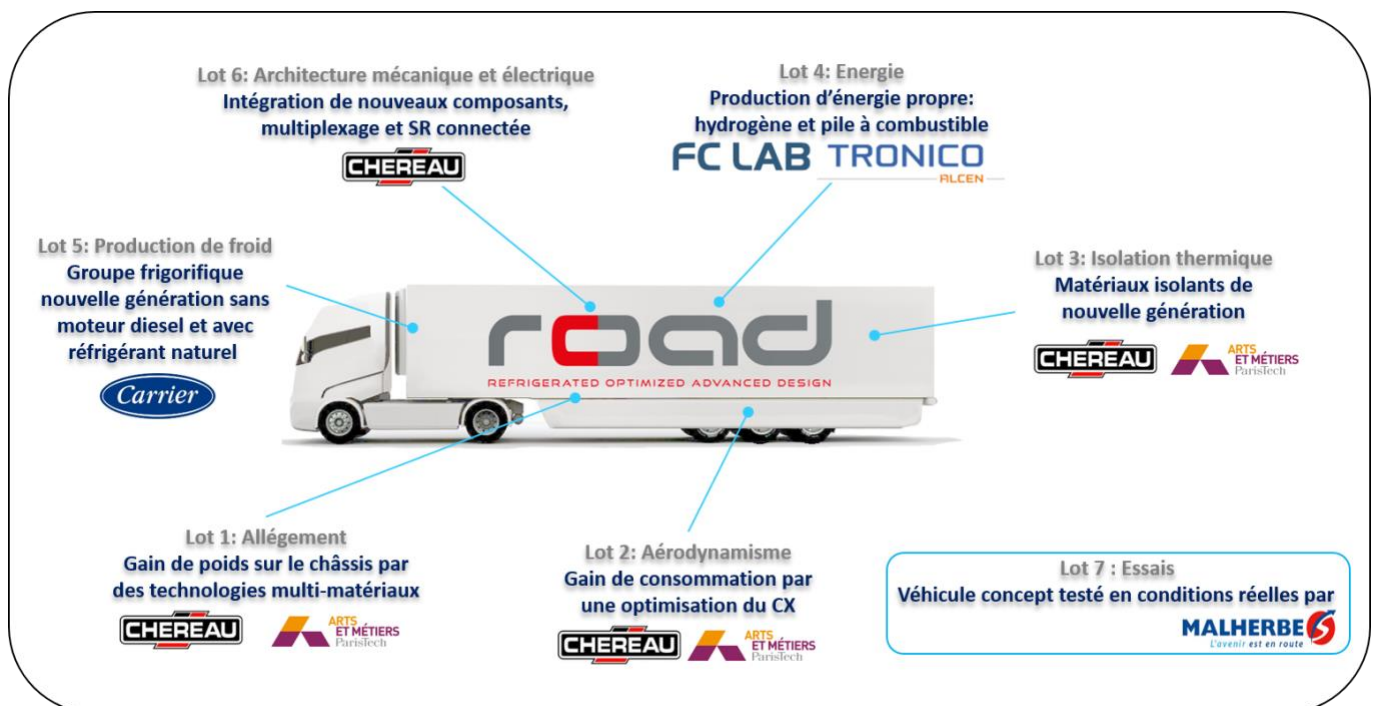 Lot 6: Architecture mécanique et électrique
Intégration de nouveaux composants,
multiplexage et SR connectée
CHEREAU
Lot 4: Energie
Production d'énergie propre:
hydrogène et pile à combustible
FC LAB TRONICO
ALCEN
Lot 5: Production de froid
Groupe frigorifique
nouvelle génération sans
moteur diesel et avec
réfrigérant naturel
Carrier
road
REFRIGERATED OPTIMIZED ADVANCED DESIGN
Lot 3: Isolation thermique
Matériaux isolants de
nouvelle génération
CHEREAU
ARTS
ET MÉTIERS
ParisTech
Lot 1: Allégement
Gain de poids sur le châssis par
des technologies multi-matériaux
CHEREAU
ARTS
ET MÉTIERS
ParisTech
Lot 2: Aérodynamisme
Gain de consommation par
une optimisation du CX
CHEREAU
ARTS
ET MÉTIERS
ParisTech
Lot 7 : Essais
Véhicule concept testé en conditions réelles par
MALHERBE
L'avenir est en route